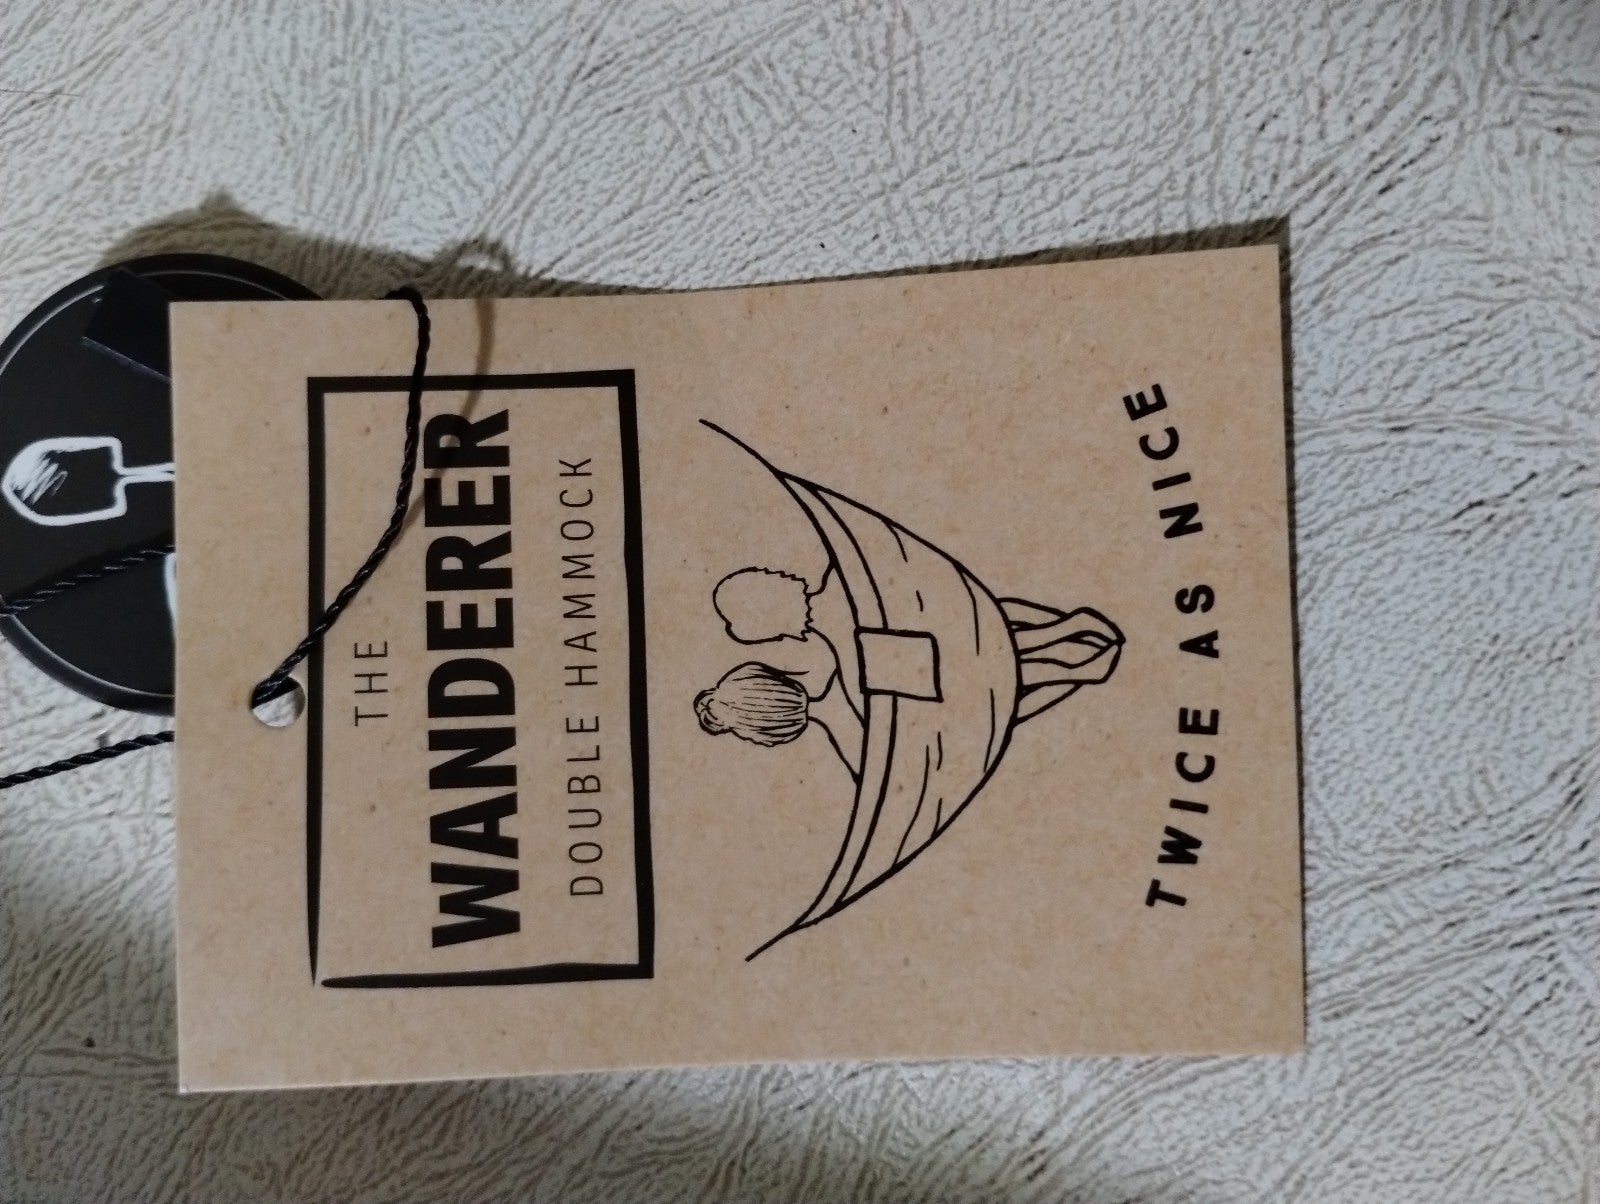 THE
WANDERER
DOUBLE HAMMOCK
TWICE AS NICE